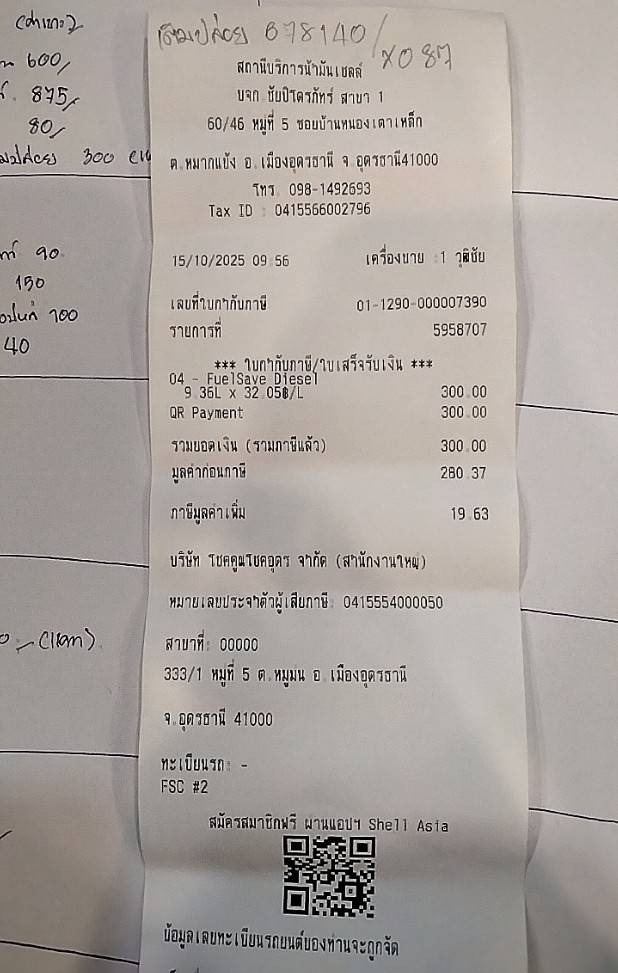 600/
875/
80/
300
90
150
100
40
เติมปล่อย 678140/
สถานีบริการน้ำมันเชลล์
บจก ชัยปิรดรภัทร์ สาขา 1
60/46 หมู่ที่ 5 ซอยบ้านหนองเตาเหล็ก
ต.หมากแข้ง อ.เมืองอุดรธานี จ.อุดรธานี41000
โทร. 098-1492693
Tax ID : 0415566002796
15/10/2025 09:56 เครื่องขาย :1 วุฒิชัย
เลขที่ใบกำกับภาษี 01-1290-000007390
รายการที่ 5958707
*** ใบกำกับภาษี/ใบเสร็จรับเงิน ***
04 - FuelSave Diesel
9.36L x 32.05฿/L 300.00
QR Payment 300.00
รวมยอดเงิน (รวมภาษีแล้ว) 300.00
มูลค่าก่อนภาษี 280.37
ภาษีมูลค่าเพิ่ม 19.63
บริษัท โชคคูณโชคอุดร จำกัด (สำนักงานใหญ่)
หมายเลขประจำตัวผู้เสียภาษี: 0415554000050
สาขาที่: 00000
333/1 หมู่ที่ 5 ต.หมูม่น อ.เมืองอุดรธานี
จ.อุดรธานี 41000
ทะเบียนรถ: -
FSC #2
สมัครสมาชิกฟรี ผ่านแอปฯ Shell Asia
ข้อมูลเลขทะเบียนรถยนต์ของท่านจะถูกจัด